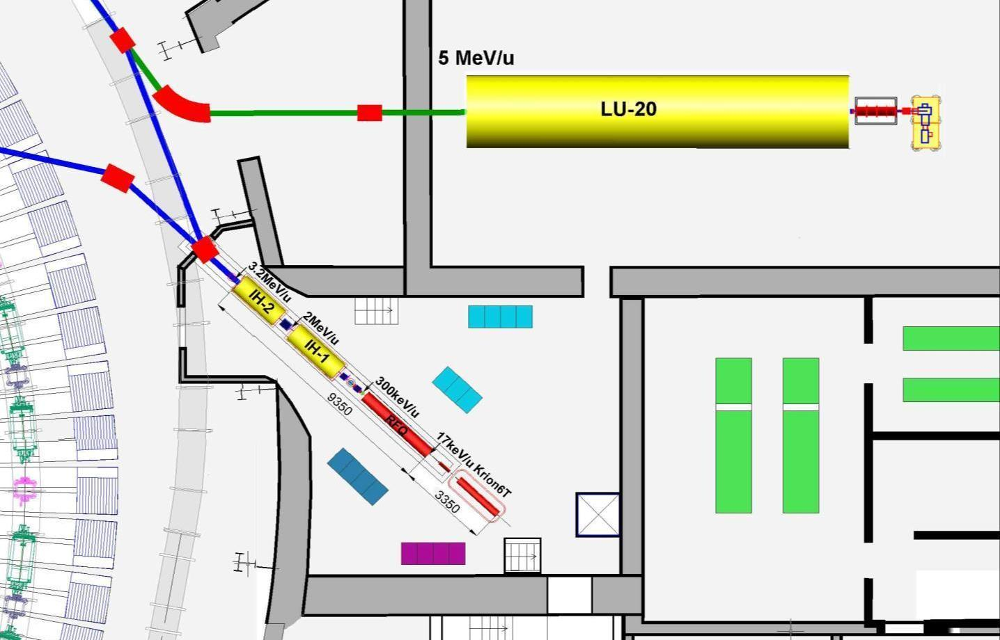 5 MeV/u
LU-20
3.2MeV/u
IH-2
2MeV/u
IH-1
300keV/u
9350
RFQ
17keV/u Krion6T
3350